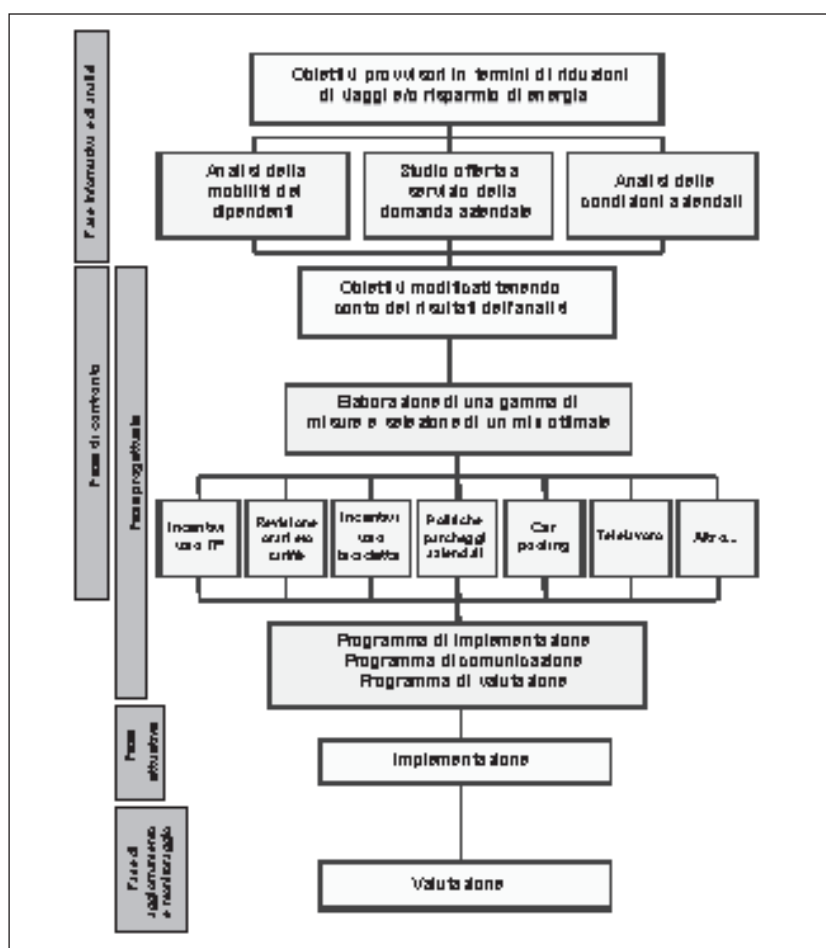 Obiettivi provvisori in termini di riduzioni
di viaggi e/o risparmio di energia
Analisi della
mobilità dei
dipendenti
Studio offerta a
servizio della
domanda aziendale
Analisi delle
condizioni aziendali
Obiettivi modificati tenendo
conto dei risultati dell'analisi
Elaborazione di una gamma di
misure e selezione di un mix ottimale
Incentivi
uso TP
Revisione
orari e/o
Incentivi
uso
bicicletta
Politiche
parcheggi
aziendali
Car
pooling
Telelavoro
Altro...
Programma di implementazione
Programma di comunicazione
Programma di valutazione
Implementazione
Valutazione
Fase informativa e di analisi
Fase di confronto
Fase progettuale
Fase
attuativa
Fase di
aggiornamento
e monitoraggio